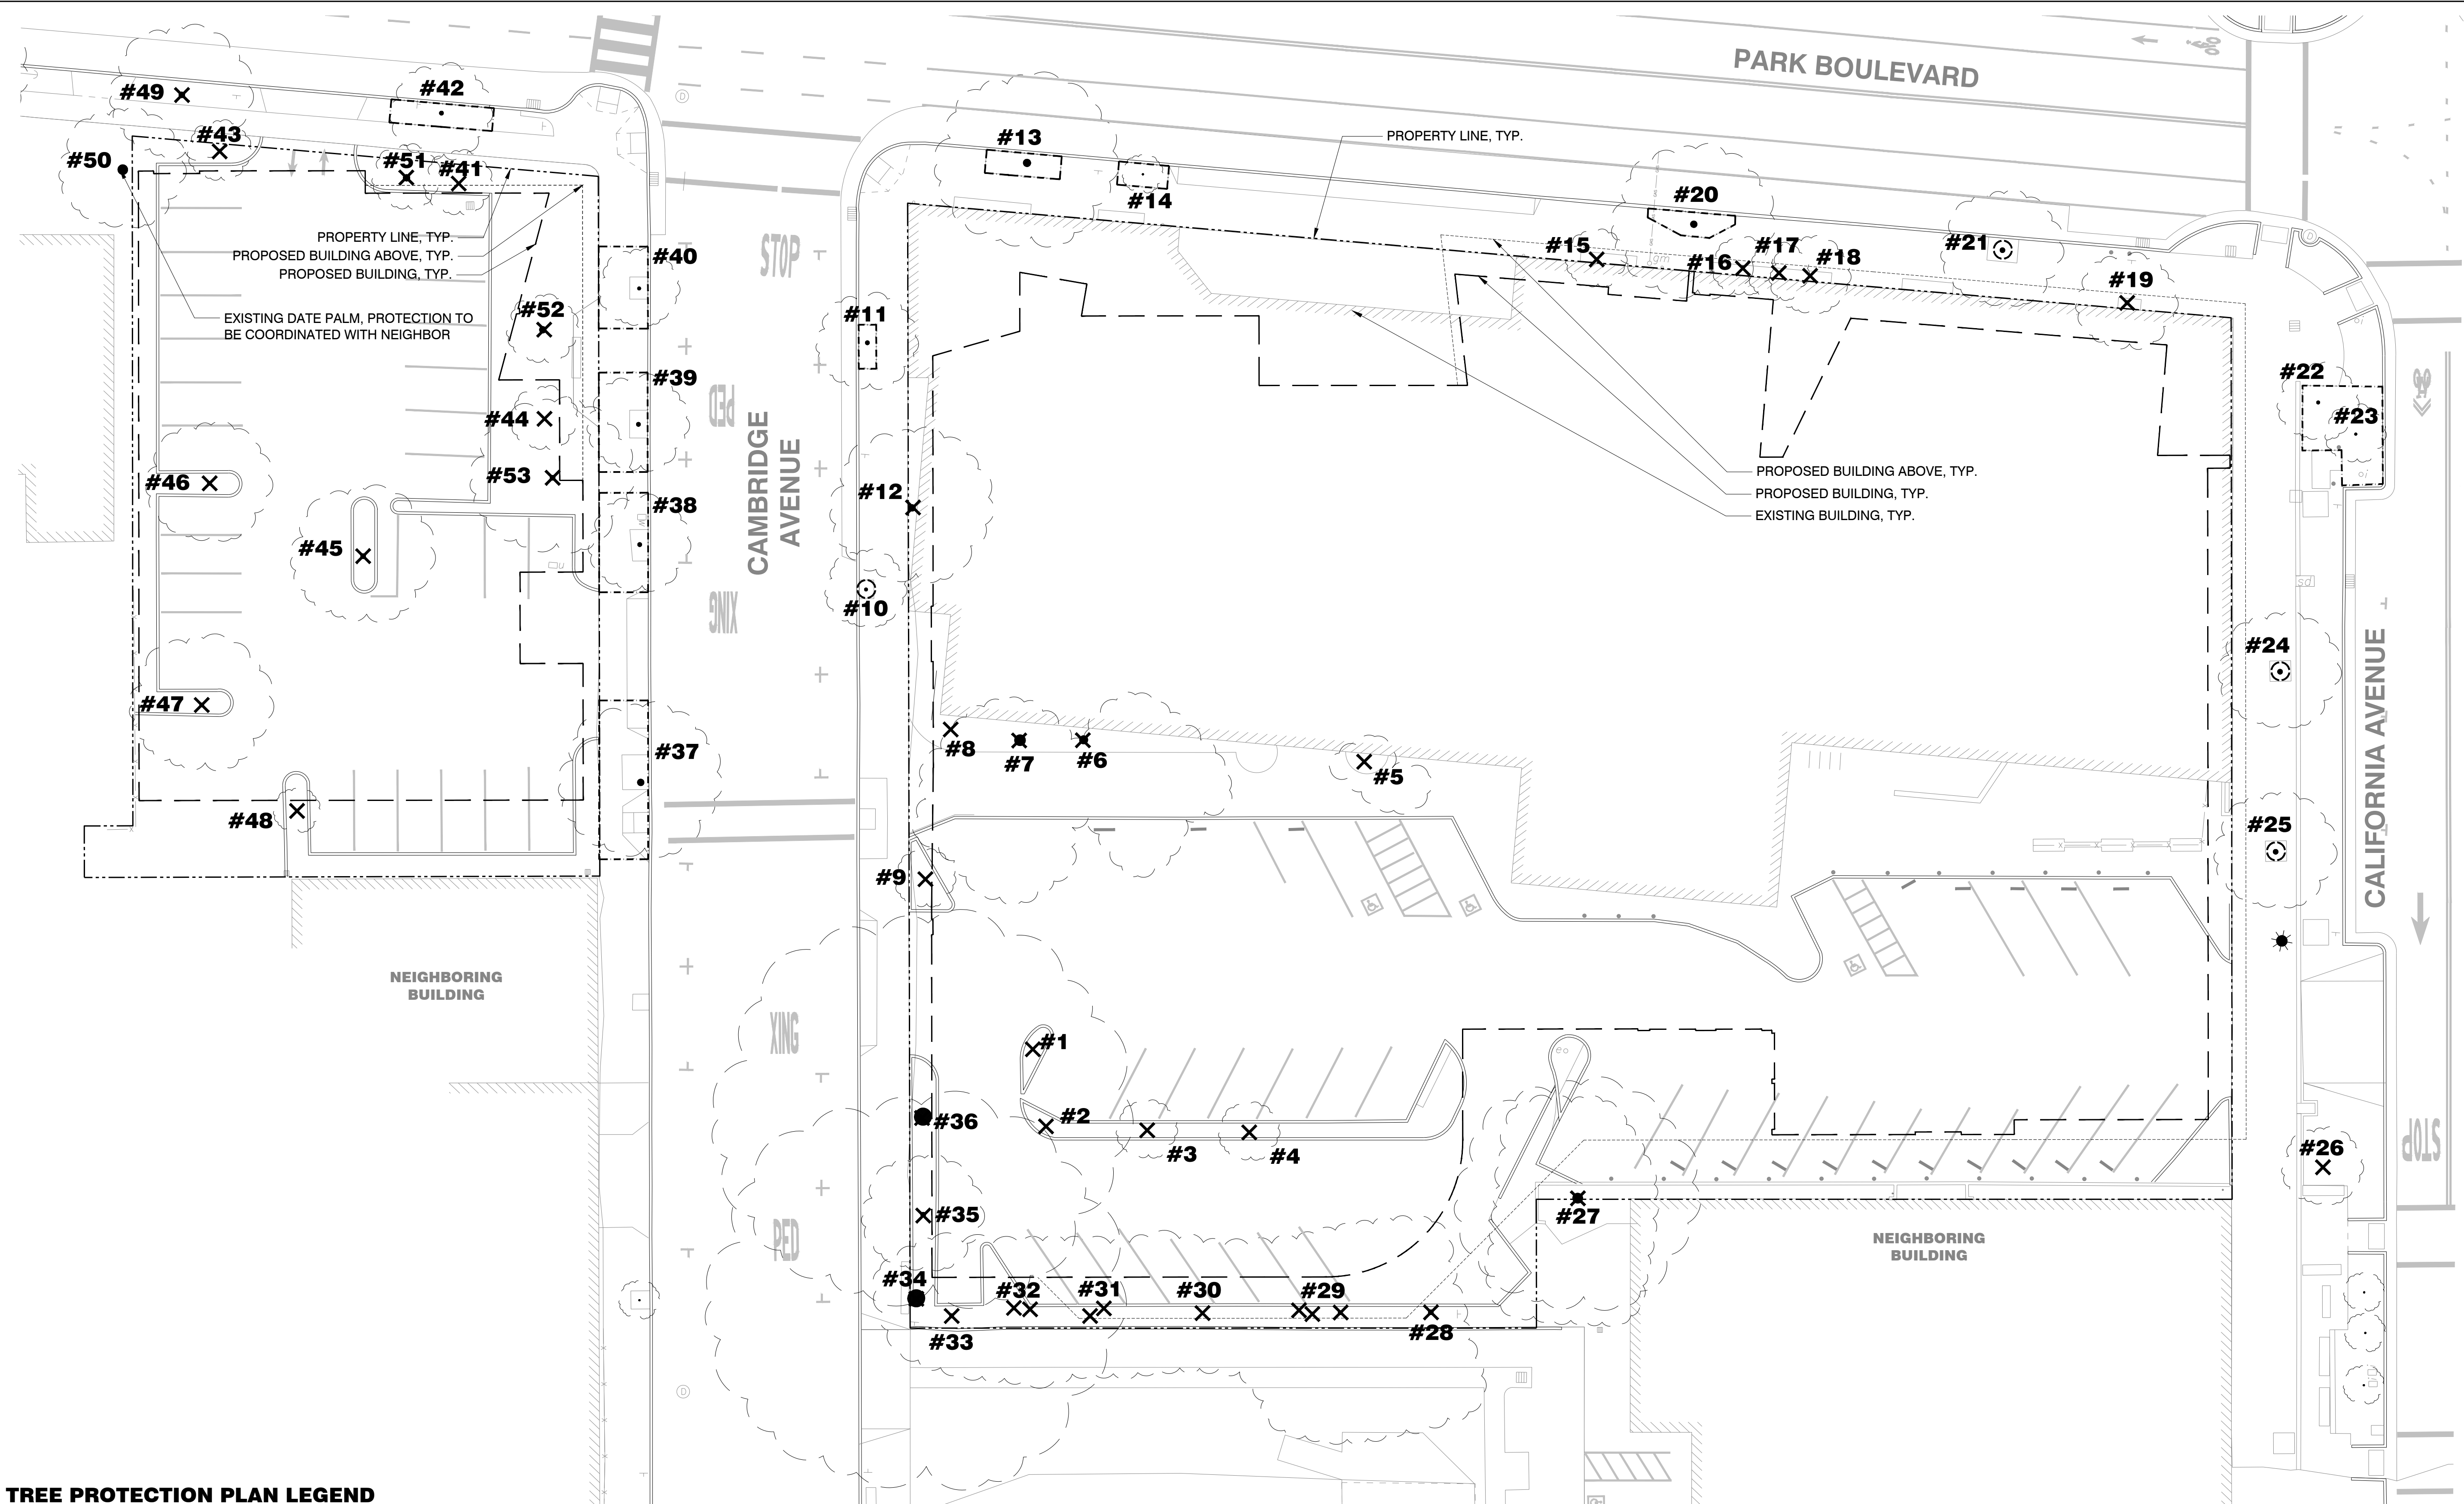 PARK BOULEVARD
#49
#42
#43
#50
#51
#41
#13
#14
PROPERTY LINE, TYP.
#20
#15
#16
#17
#18
#21
#19
PROPERTY LINE, TYP.
PROPOSED BUILDING ABOVE, TYP.
PROPOSED BUILDING, TYP.
EXISTING DATE PALM, PROTECTION TO
BE COORDINATED WITH NEIGHBOR
#40
#52
#39
#44
#53
#38
#46
#45
#47
#48
#37
STOP
PED
CAMBRIDGE
AVENUE
XING
#11
#12
#10
PROPOSED BUILDING ABOVE, TYP.
PROPOSED BUILDING, TYP.
EXISTING BUILDING, TYP.
#22
#23
gm
sd
#24
#25
CALIFORNIA AVENUE
#8
#7
#6
#5
#9
NEIGHBORING
BUILDING
XING
PED
#1
#2
#3
#4
eo
#36
#35
#34
#33
#32
#31
#30
#29
#28
#27
#26
STOP
NEIGHBORING
BUILDING
D
D
D
TREE PROTECTION PLAN LEGEND